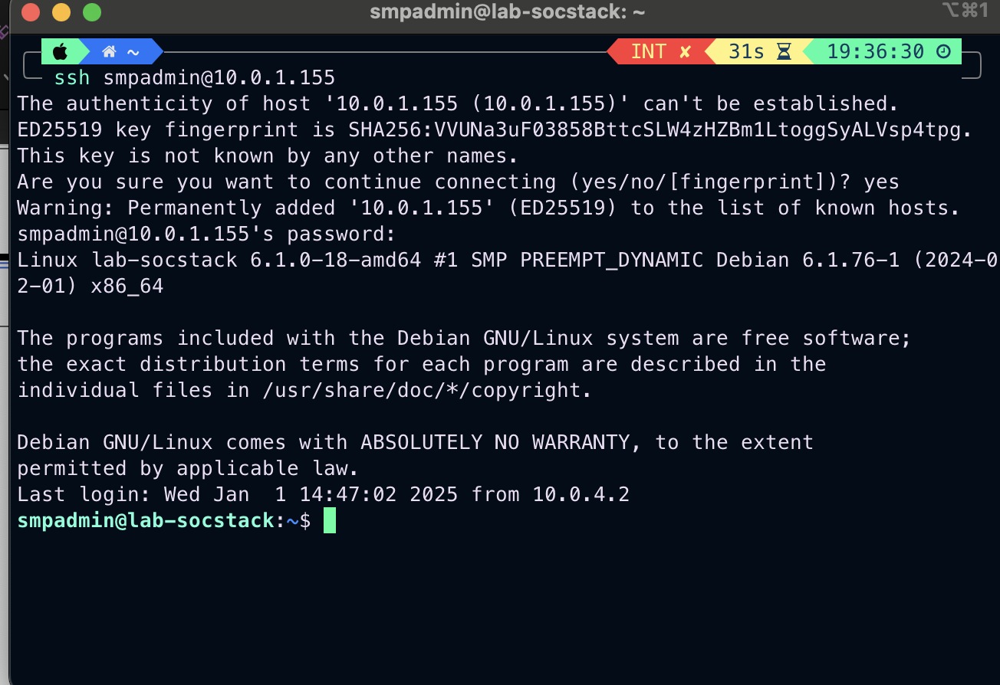 smpadmin@lab-socstack: ~
⌥⌘1
~
INT ✘ 31s 19:36:30
ssh smpadmin@10.0.1.155
The authenticity of host '10.0.1.155 (10.0.1.155)' can't be established.
ED25519 key fingerprint is SHA256:VVUNa3uF03858BttcSLW4zHZBm1LtoggSyALVsp4tpg.
This key is not known by any other names.
Are you sure you want to continue connecting (yes/no/[fingerprint])? yes
Warning: Permanently added '10.0.1.155' (ED25519) to the list of known hosts.
smpadmin@10.0.1.155's password:
Linux lab-socstack 6.1.0-18-amd64 #1 SMP PREEMPT_DYNAMIC Debian 6.1.76-1 (2024-0
2-01) x86_64
The programs included with the Debian GNU/Linux system are free software;
the exact distribution terms for each program are described in the
individual files in /usr/share/doc/*/copyright.
Debian GNU/Linux comes with ABSOLUTELY NO WARRANTY, to the extent
permitted by applicable law.
Last login: Wed Jan  1 14:47:02 2025 from 10.0.4.2
smpadmin@lab-socstack:~$